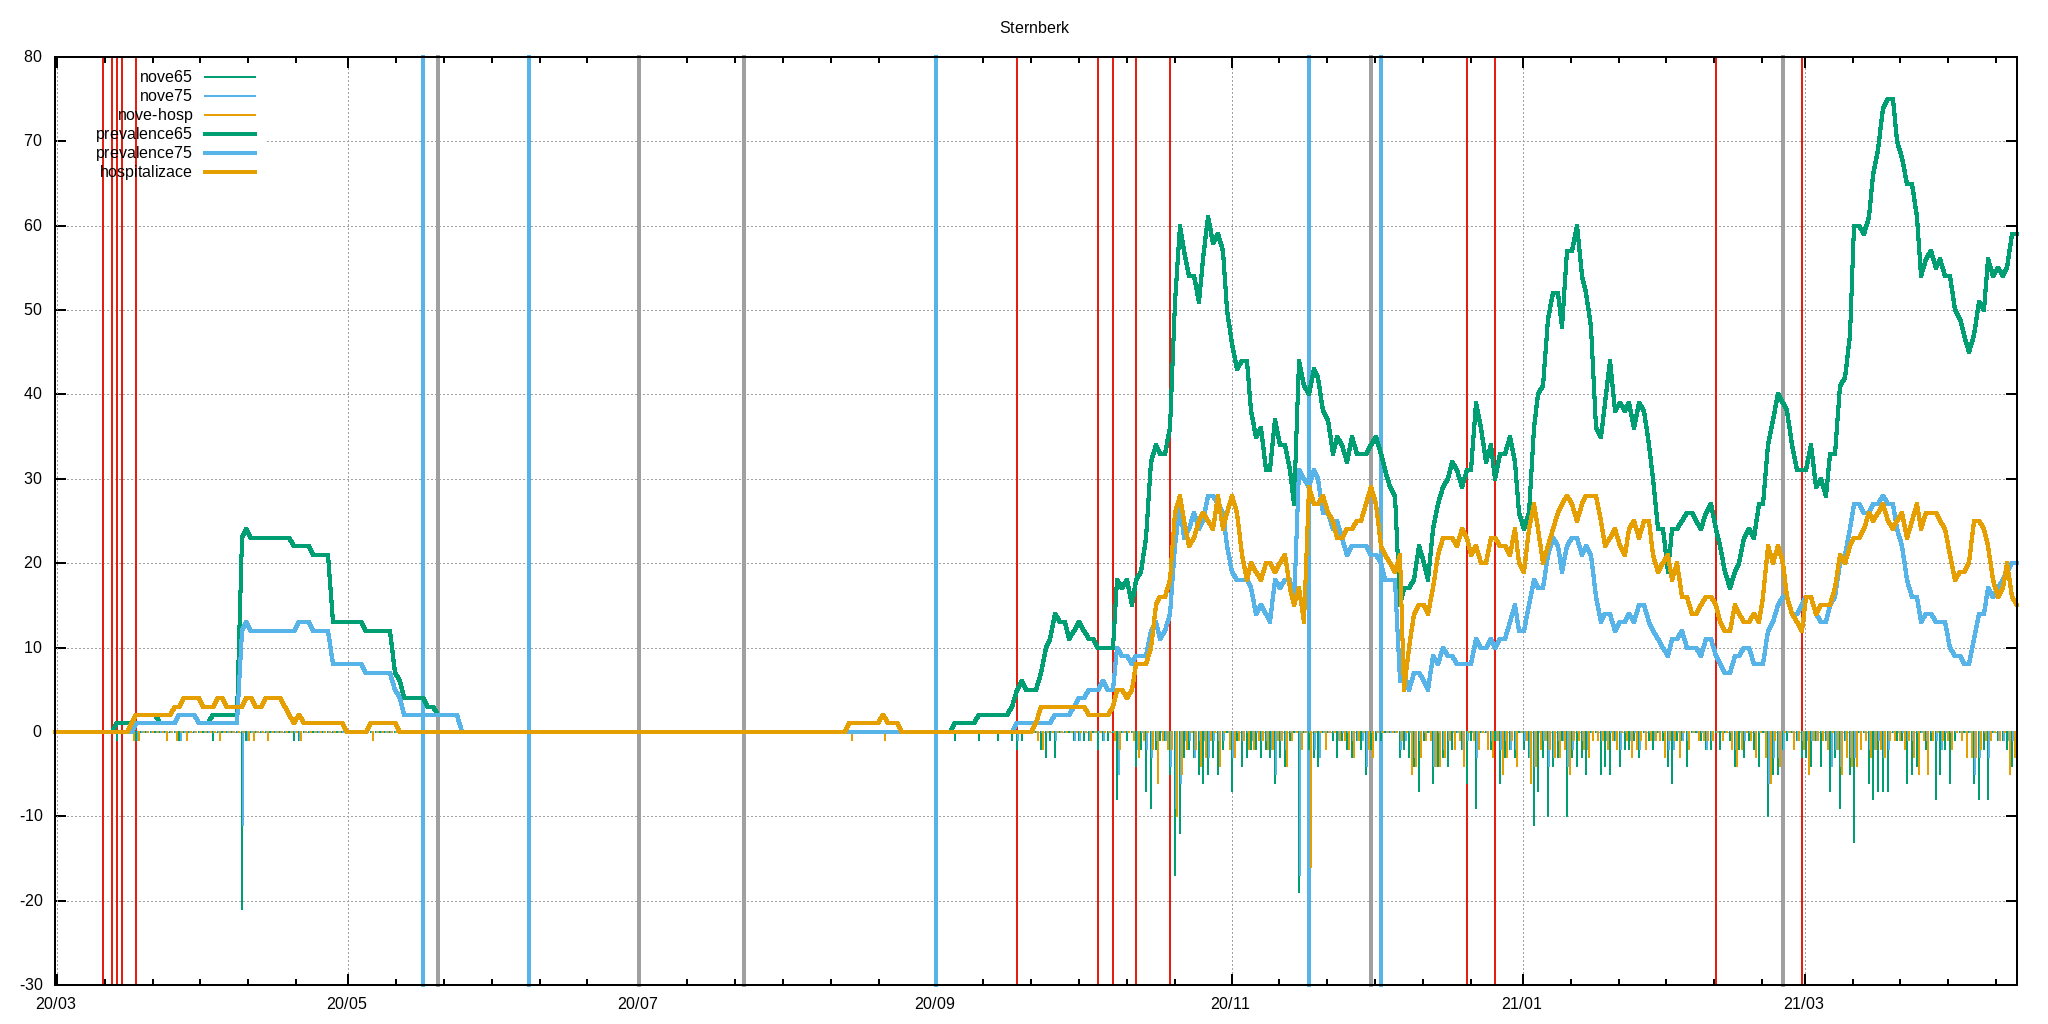 Sternberk
80
nove65
nove75
nove-hosp
prevalence65
prevalence75
hospitalizace
70
60
50
40
30
20
10
0
-10
-20
-30
20/03 20/05 20/07 20/09 20/11 21/01 21/03